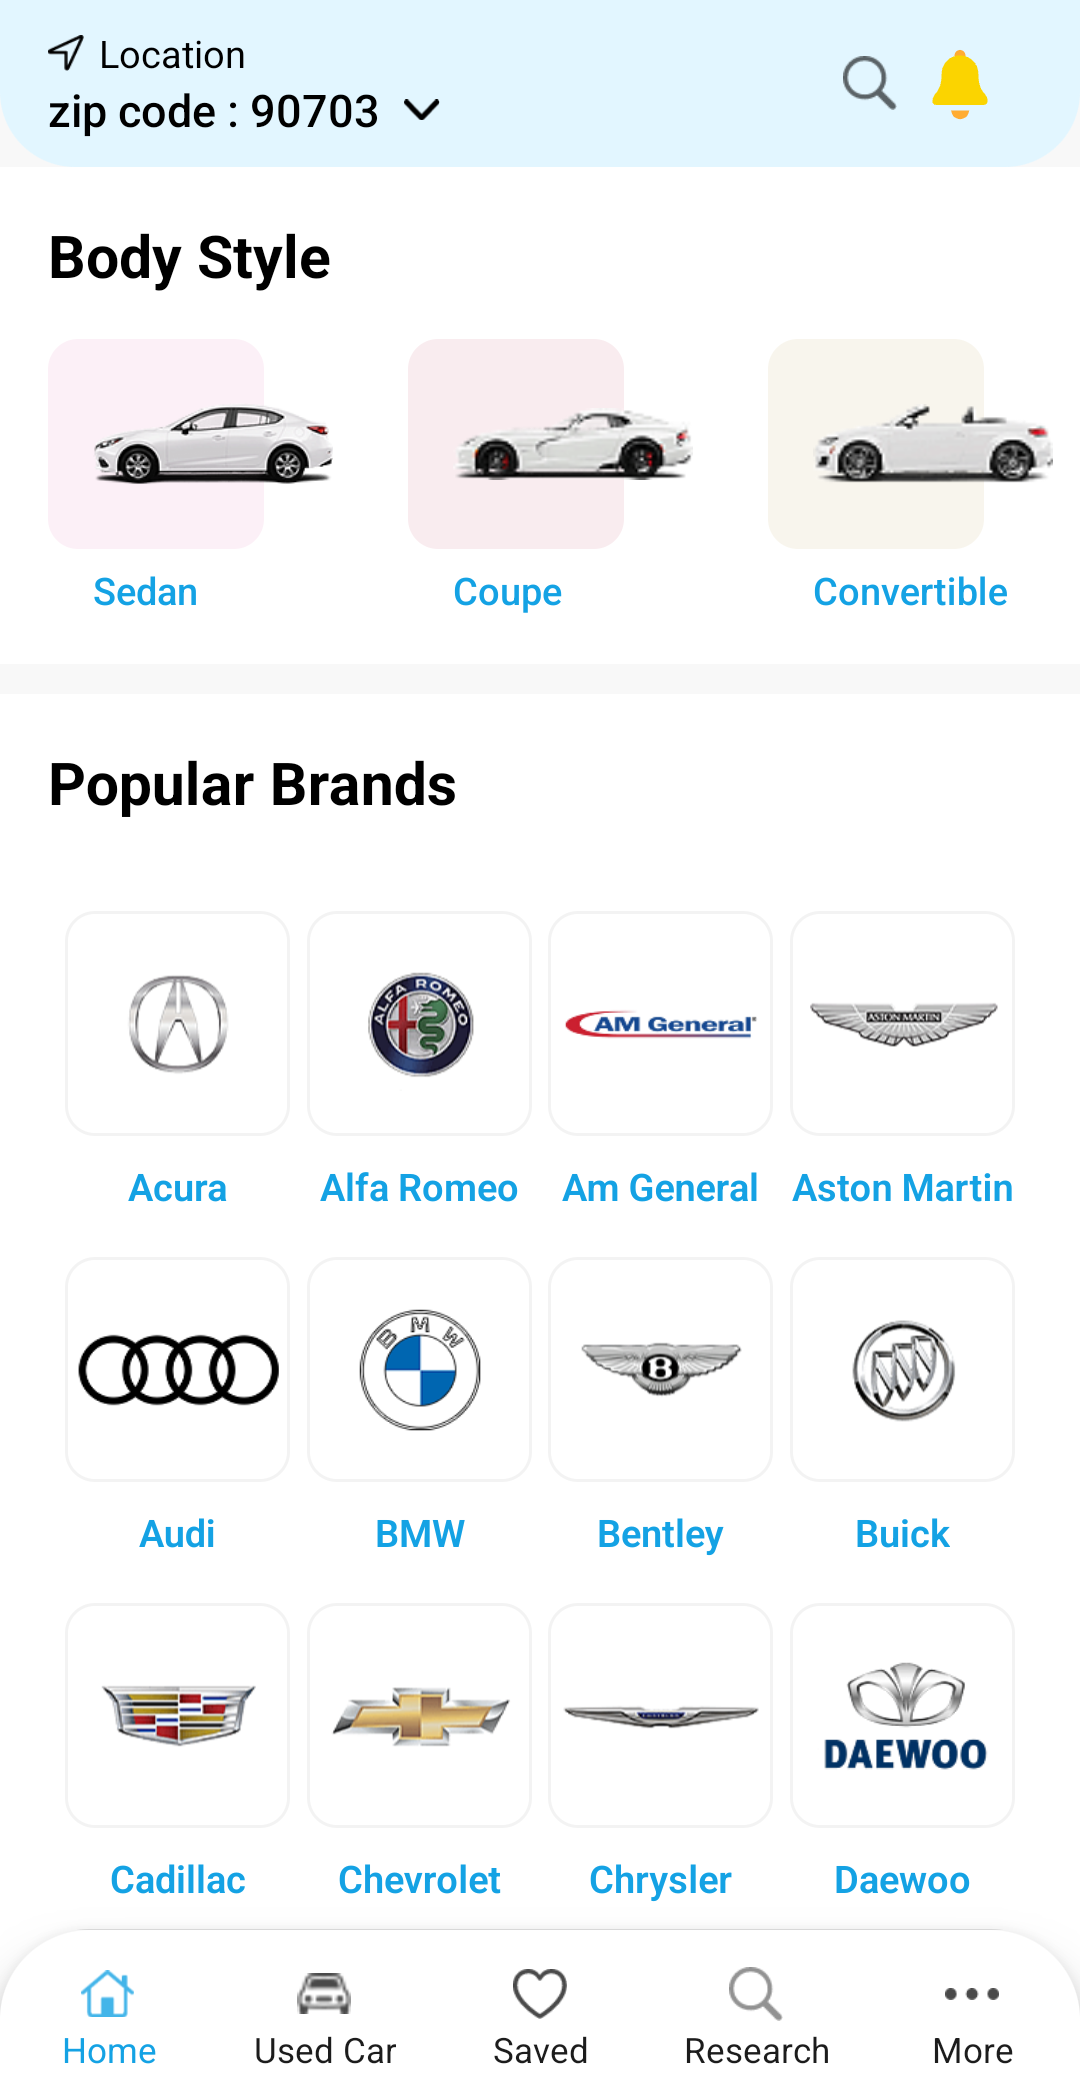 Location
zip code : 90703
Body Style
Sedan
Coupe
Convertible
Popular Brands
ALFA ROMEO
AM General
ASTON MARTIN
Acura
Alfa Romeo
Am General
Aston Martin
BMW
B
Audi
BMW
Bentley
Buick
DAEWOO
Cadillac
Chevrolet
Chrysler
Daewoo
Home
Used Car
Saved
Research
More